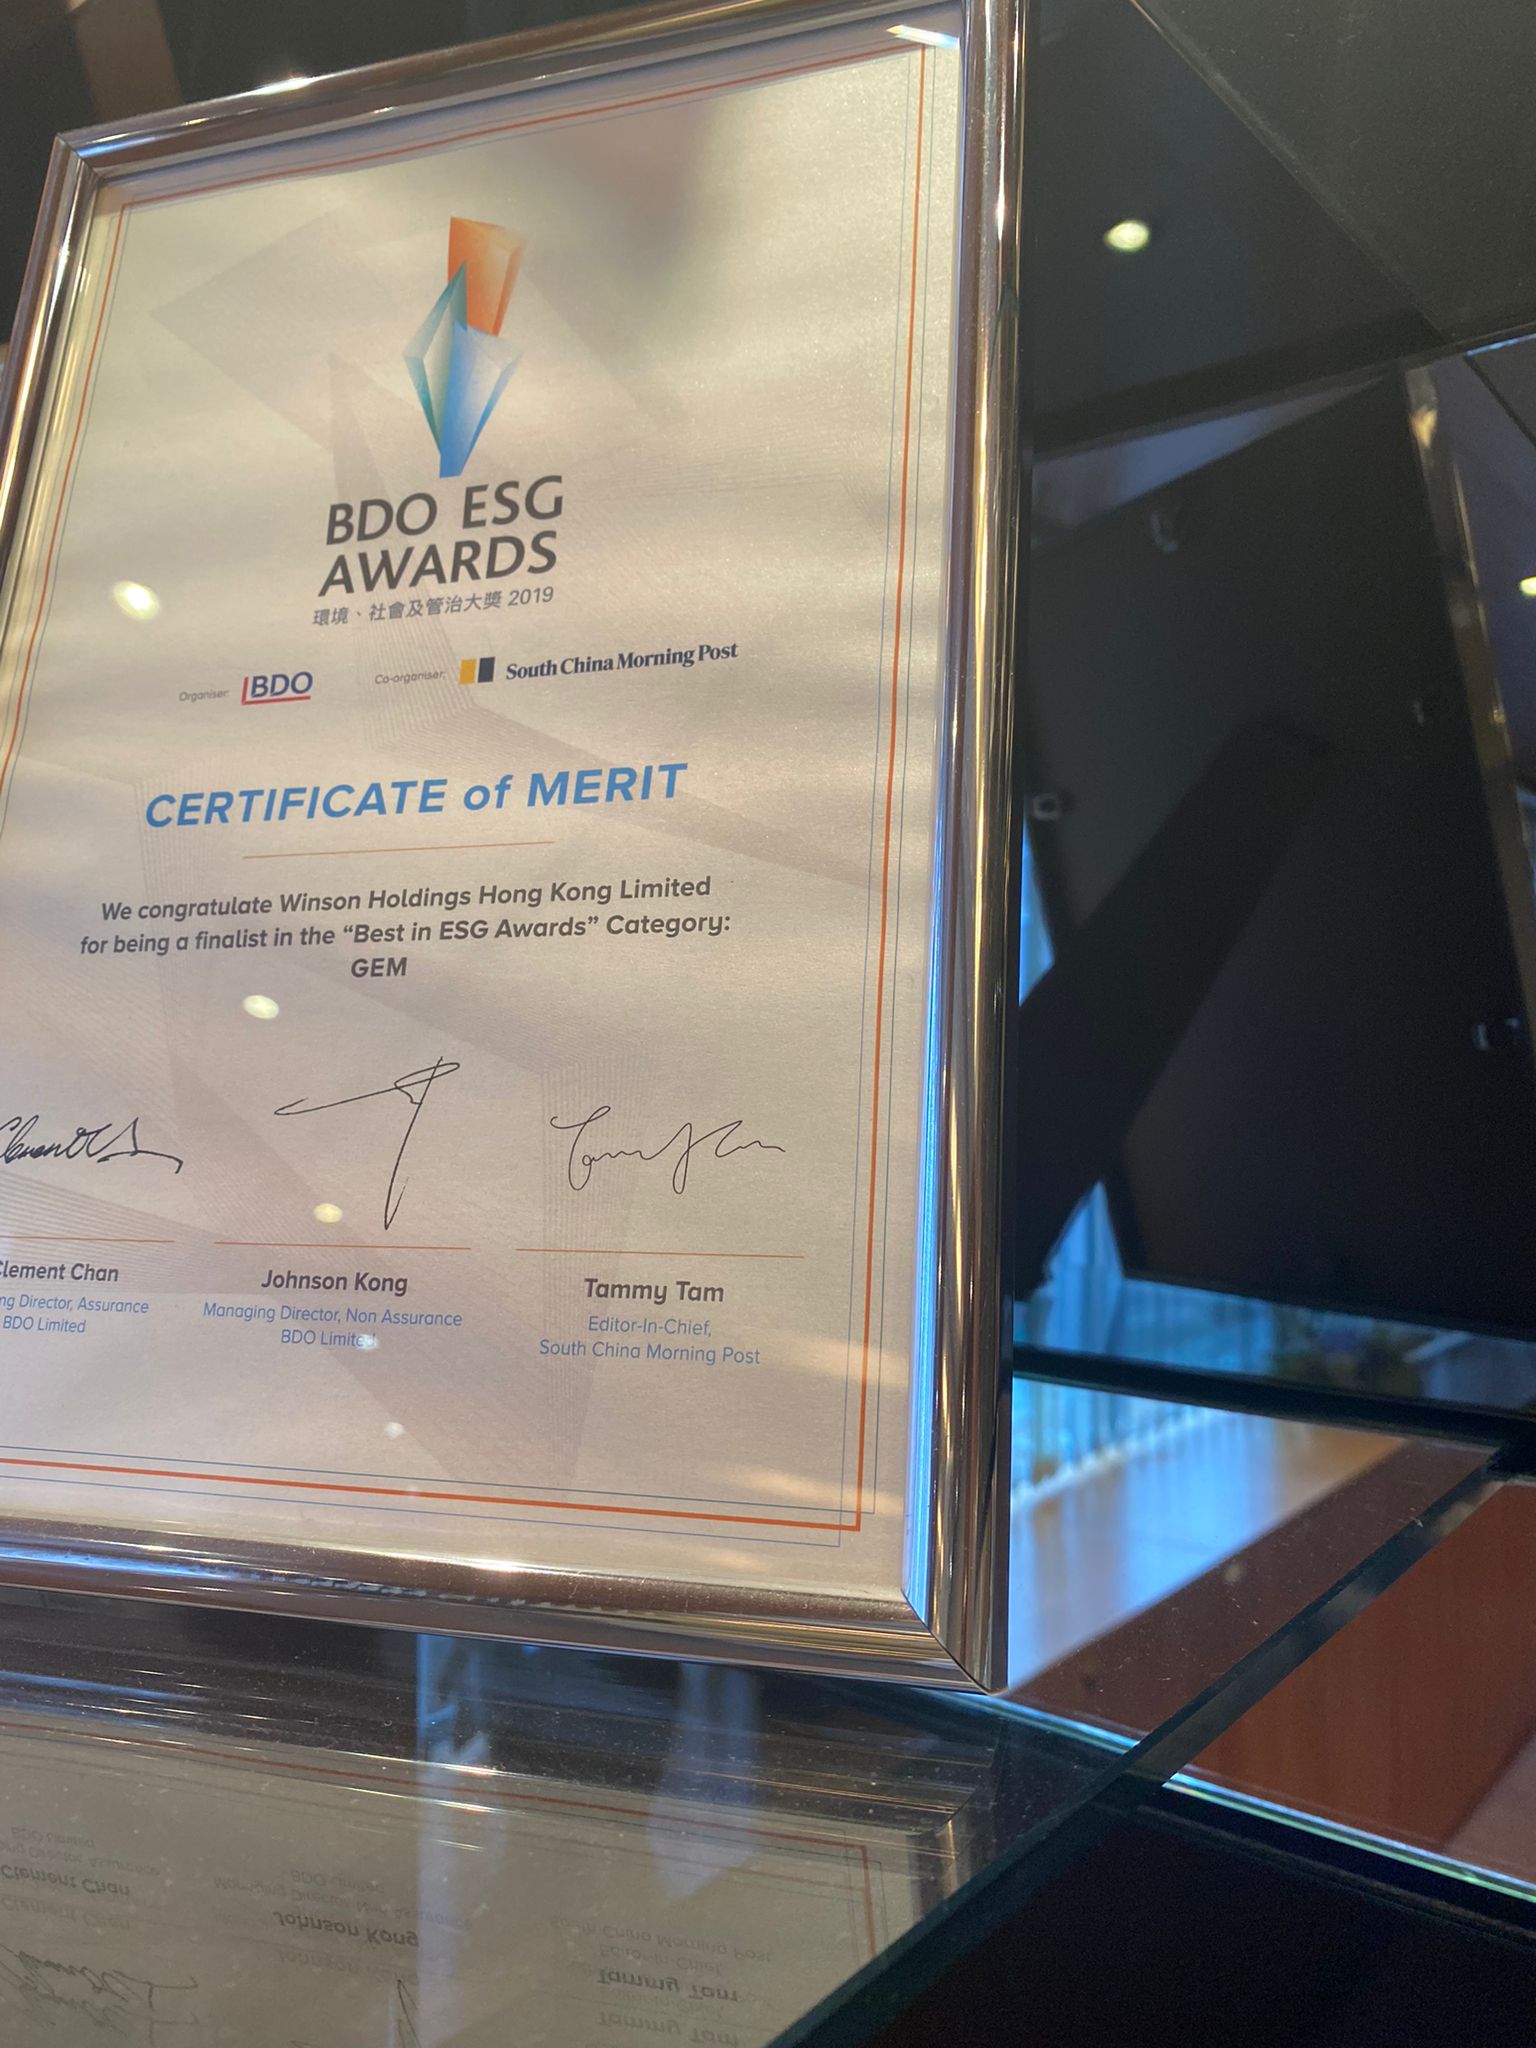 BDO ESG
AWARDS
環境、社會及管治大獎 2019
Organiser: BDO Co-organiser: South China Morning Post
CERTIFICATE of MERIT
We congratulate Winson Holdings Hong Kong Limited
for being a finalist in the “Best in ESG Awards” Category:
GEM
Clement Chan Johnson Kong Tammy Tam
Director, Assurance Managing Director, Non Assurance Editor-In-Chief,
BDO Limited BDO Limited South China Morning Post